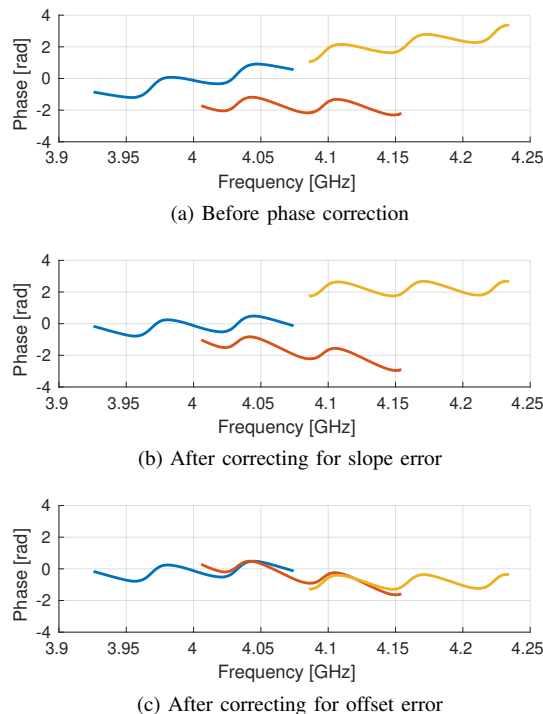 4
2
0
-2
-4
Phase [rad]
3.9 3.95 4 4.05 4.1 4.15 4.2 4.25
Frequency [GHz]
(a) Before phase correction
4
2
0
-2
-4
Phase [rad]
3.9 3.95 4 4.05 4.1 4.15 4.2 4.25
Frequency [GHz]
(b) After correcting for slope error
4
2
0
-2
-4
Phase [rad]
3.9 3.95 4 4.05 4.1 4.15 4.2 4.25
Frequency [GHz]
(c) After correcting for offset error